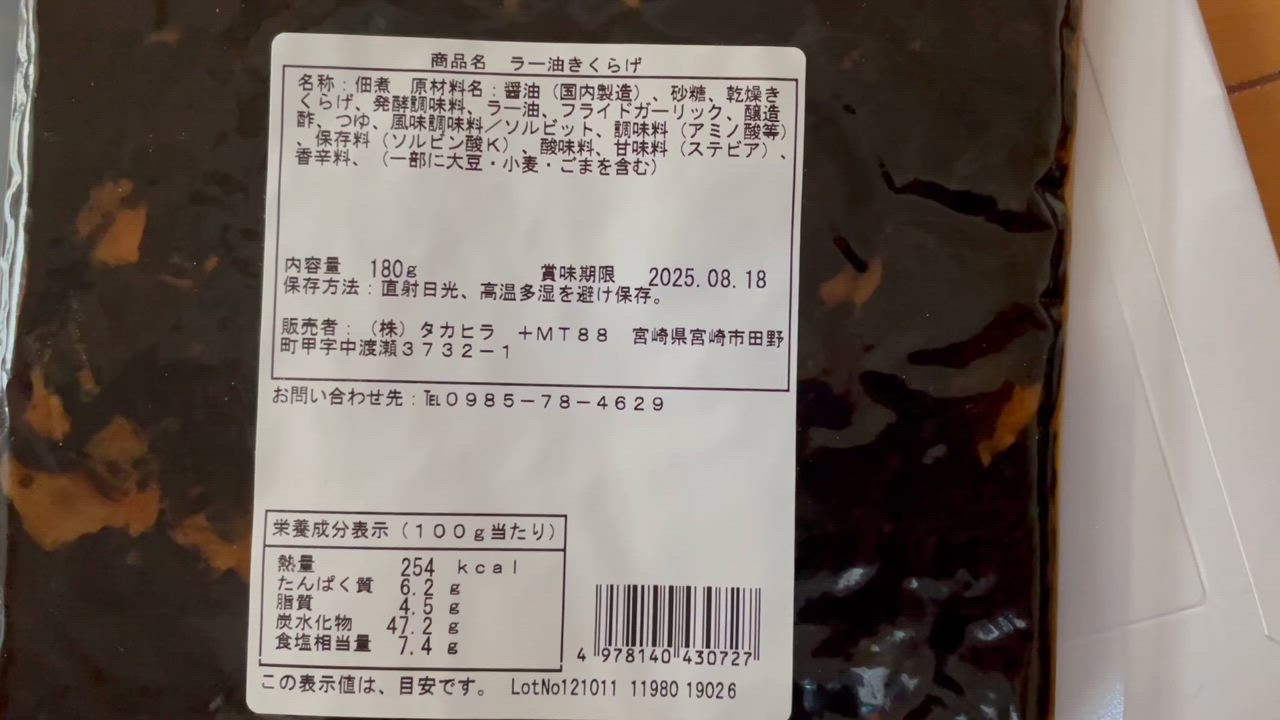 商品名 ラー油きくらげ
名称：佃煮 原材料名：醤油（国内製造）、砂糖、乾燥き
くらげ、発酵調味料、ラー油、フライドガーリック、醸造
酢、つゆ、風味調味料／ソルビット、調味料（アミノ酸等）
、保存料（ソルビン酸Ｋ）、酸味料、甘味料（ステビア）、
香辛料、（一部に大豆・小麦・ごまを含む）
内容量 180g 賞味期限 2025.08.18
保存方法：直射日光、高温多湿を避け保存。
販売者：（株）タカヒラ ＋ＭＴ８８ 宮崎県宮崎市田野
町甲字中渡瀬３７３２－１
お問い合わせ先：℡０９８５－７８－４６２９
栄養成分表示（１００ｇ当たり）
熱量 254 ｋｃａｌ
たんぱく質 6.2 ｇ
脂質 4.5 ｇ
炭水化物 47.2 ｇ
食塩相当量 7.4 ｇ
4 978140 430727
この表示値は、目安です。 LotNo121011 11980 19026